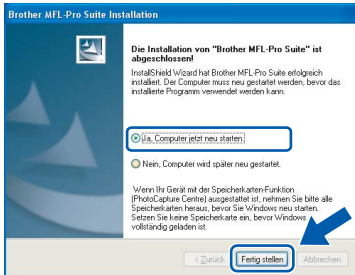 Brother MFL-Pro Suite Installation
Die Installation von "Brother MFL-Pro Suite" ist
abgeschlossen!
InstallShield Wizard hat Brother MFL-Pro Suite erfolgreich
installiert. Der Computer muss neu gestartet werden, bevor das
installierte Programm verwendet werden kann.
Ja, Computer jetzt neu starten.
Nein, Computer wird später neu gestartet.
Wenn Ihr Gerät mit der Speicherkarten-Funktion
(PhotoCapture Centre) ausgestattet ist, nehmen Sie bitte alle
Speicherkarten heraus, bevor Sie Windows neu starten.
Setzen Sie keine Speicherkarte ein, bevor Windows
vollständig geladen ist.
< Zurück
Fertig stellen
Abbrechen